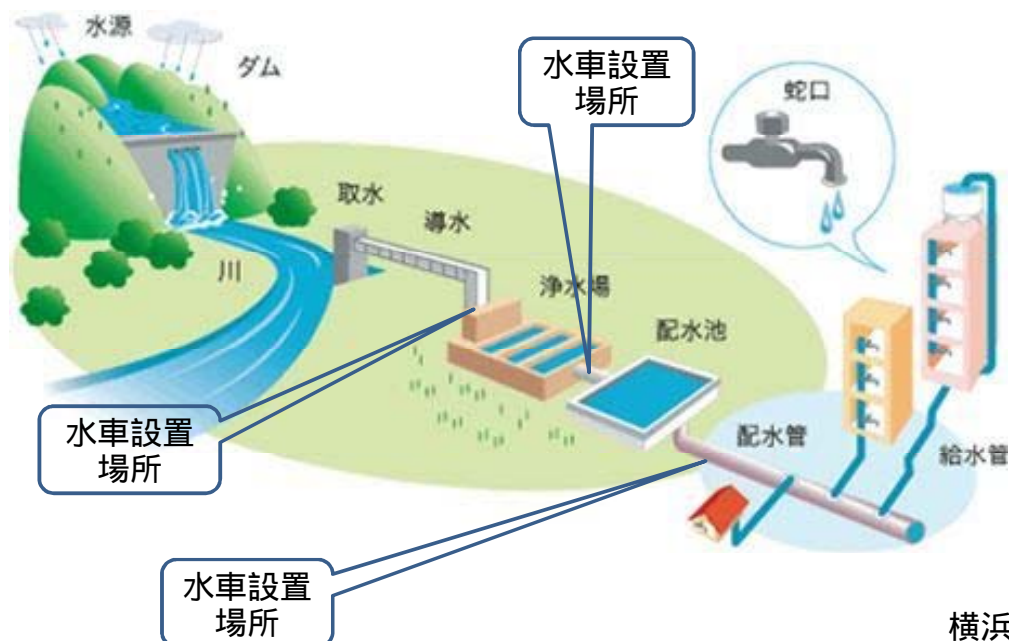 水源
ダム
水車設置
場所
蛇口
取水
導水
川
浄水場
配水池
水車設置
場所
配水管
給水管
水車設置
場所
横浜